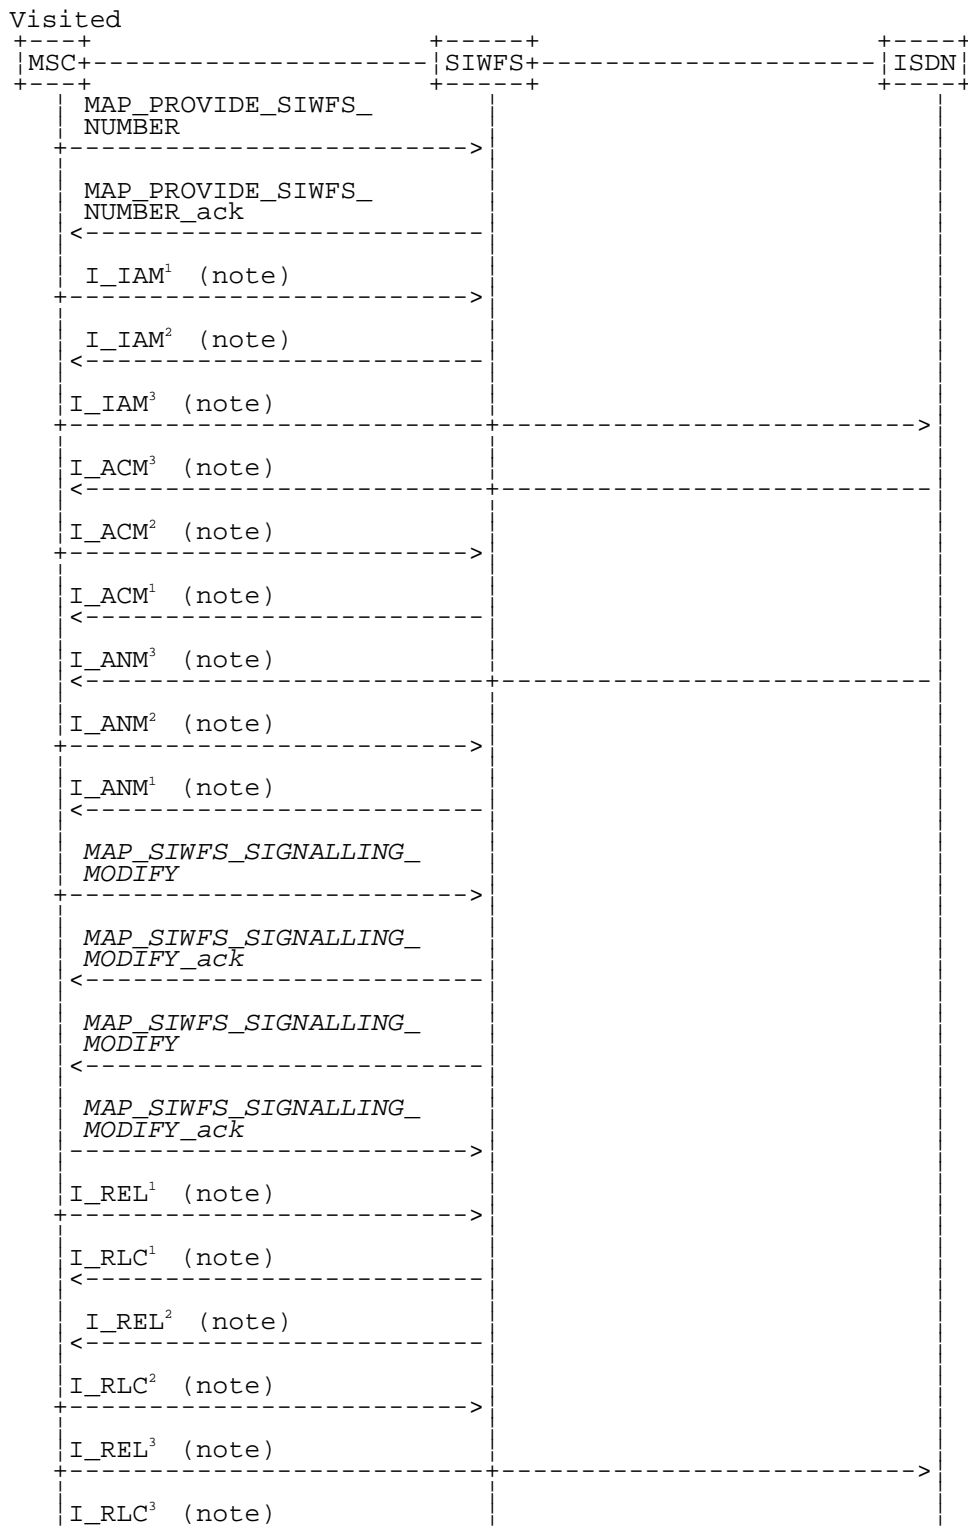 Visited
MSC SIWFS ISDN
MAP_PROVIDE_SIWFS_
NUMBER
MAP_PROVIDE_SIWFS_
NUMBER_ack
I_IAM¹ (note)
I_IAM² (note)
I_IAM³ (note)
I_ACM³ (note)
I_ACM² (note)
I_ACM¹ (note)
I_ANM³ (note)
I_ANM² (note)
I_ANM¹ (note)
MAP_SIWFS_SIGNALLING_
MODIFY
MAP_SIWFS_SIGNALLING_
MODIFY_ack
MAP_SIWFS_SIGNALLING_
MODIFY
MAP_SIWFS_SIGNALLING_
MODIFY_ack
I_REL¹ (note)
I_RLC¹ (note)
I_REL² (note)
I_RLC² (note)
I_REL³ (note)
I_RLC³ (note)